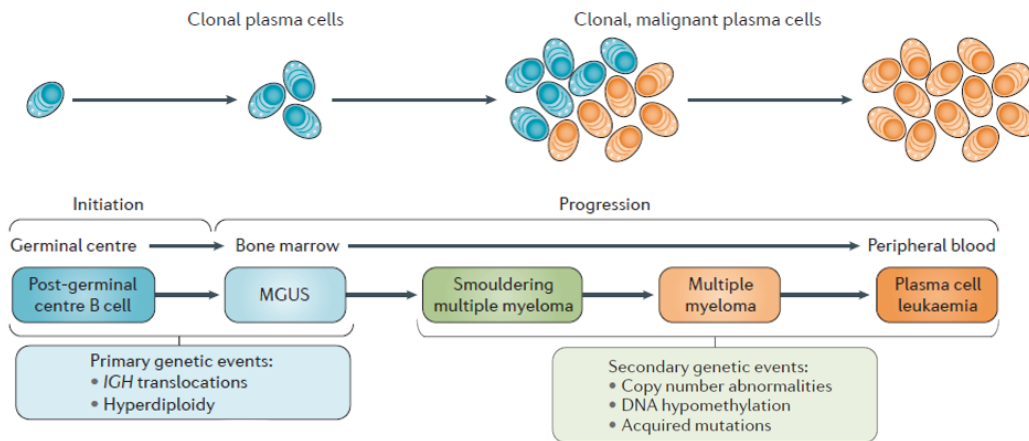 Clonal plasma cells
Clonal, malignant plasma cells
Initiation
Progression
Germinal centre
Bone marrow
Peripheral blood
Post-germinal
centre B cell
MGUS
Smouldering
multiple myeloma
Multiple
myeloma
Plasma cell
leukaemia
Primary genetic events:
• IGH translocations
• Hyperdiploidy
Secondary genetic events:
• Copy number abnormalities
• DNA hypomethylation
• Acquired mutations